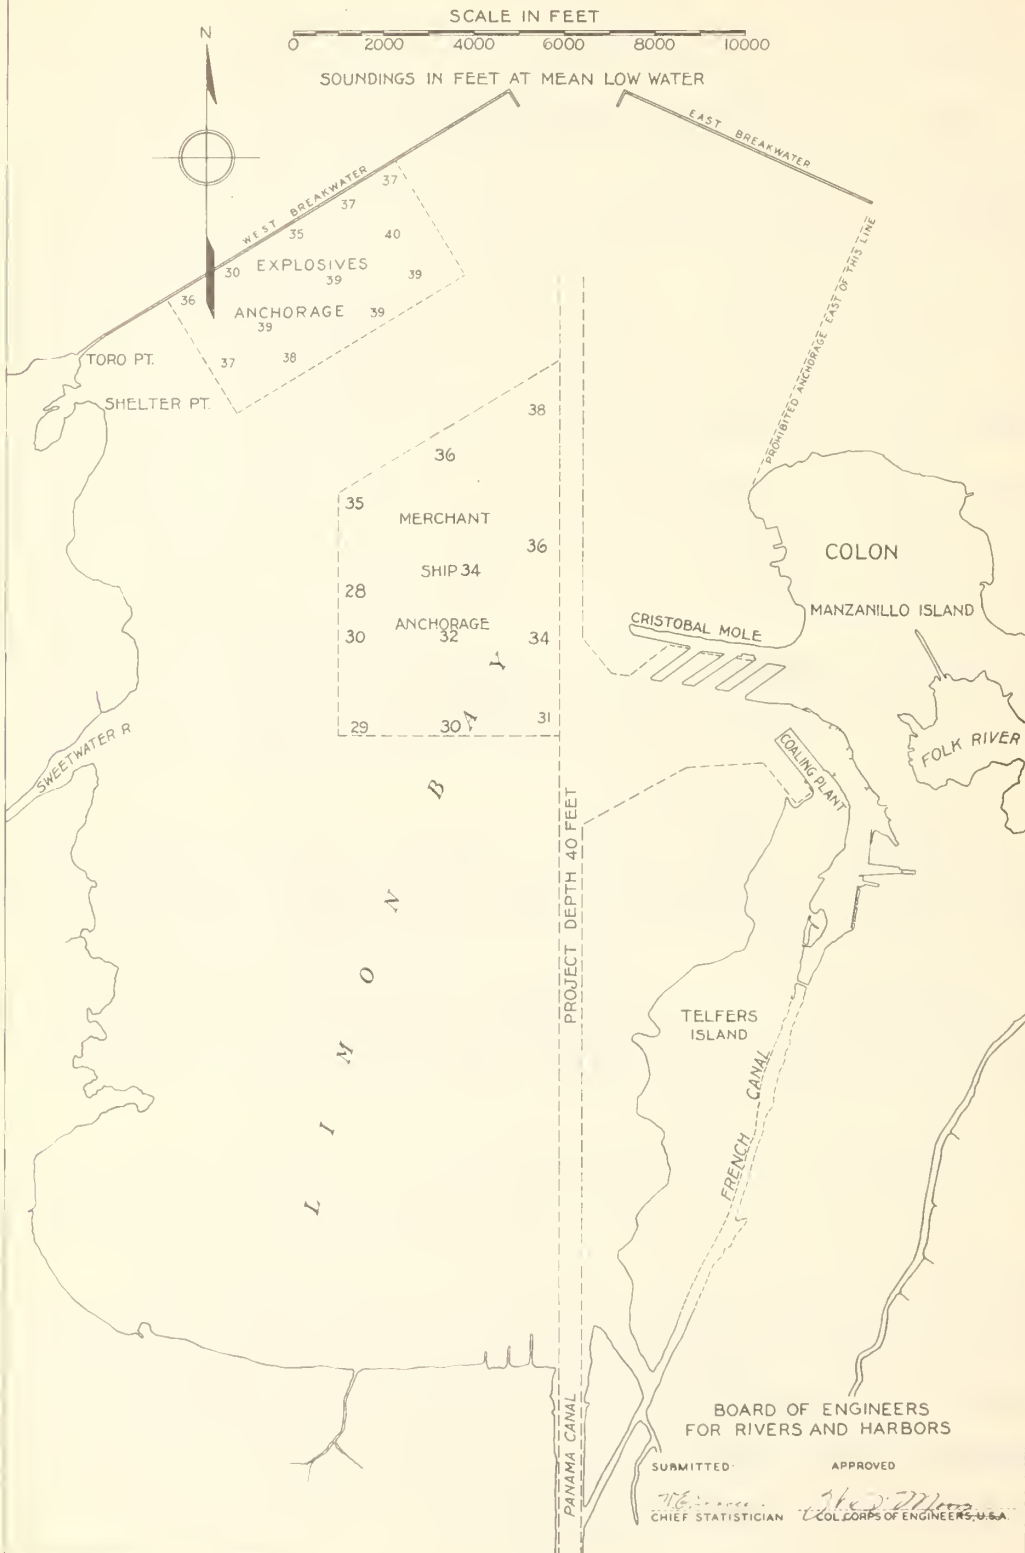 SCALE IN FEET
0 2000 4000 6000 8000 10000
SOUNDINGS IN FEET AT MEAN LOW WATER
N
WEST BREAKWATER
EAST BREAKWATER
37
37
35 40
30 EXPLOSIVES
39 39
36
ANCHORAGE 39
39
37 38
TORO PT.
SHELTER PT.
PROHIBITED ANCHORAGE EAST OF THIS LINE
38
36
35
MERCHANT
36
SHIP 34
28
ANCHORAGE
30 32 34
29 30 31
COLON
MANZANILLO ISLAND
CRISTOBAL MOLE
SWEETWATER R
FOLK RIVER
COALING PLANT
LIMON BAY
PROJECT DEPTH 40 FEET
TELFERS
ISLAND
FRENCH CANAL
PANAMA CANAL
BOARD OF ENGINEERS
FOR RIVERS AND HARBORS
SUBMITTED
APPROVED
CHIEF STATISTICIAN
COL. CORPS OF ENGINEERS, U.S.A.